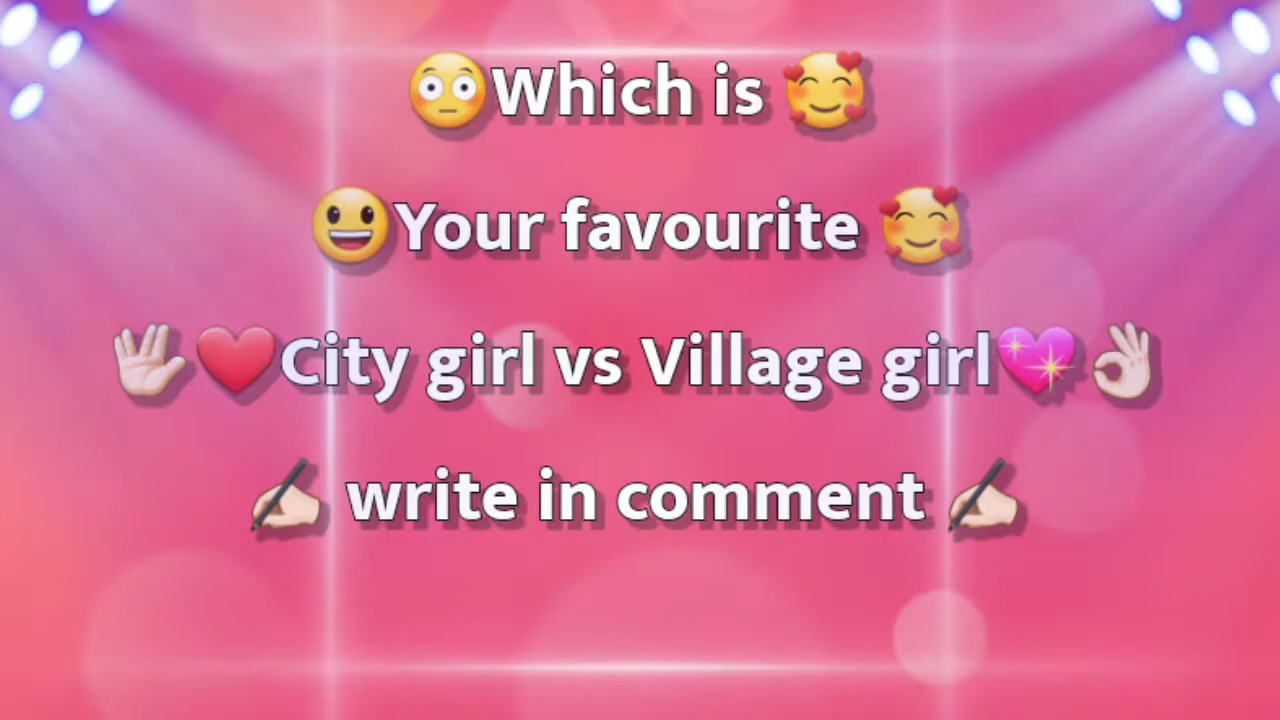 😳Which is 🥰
😃Your favourite 🥰
🖖🏻❤️City girl vs Village girl💖👌🏻
✍🏻 write in comment ✍🏻